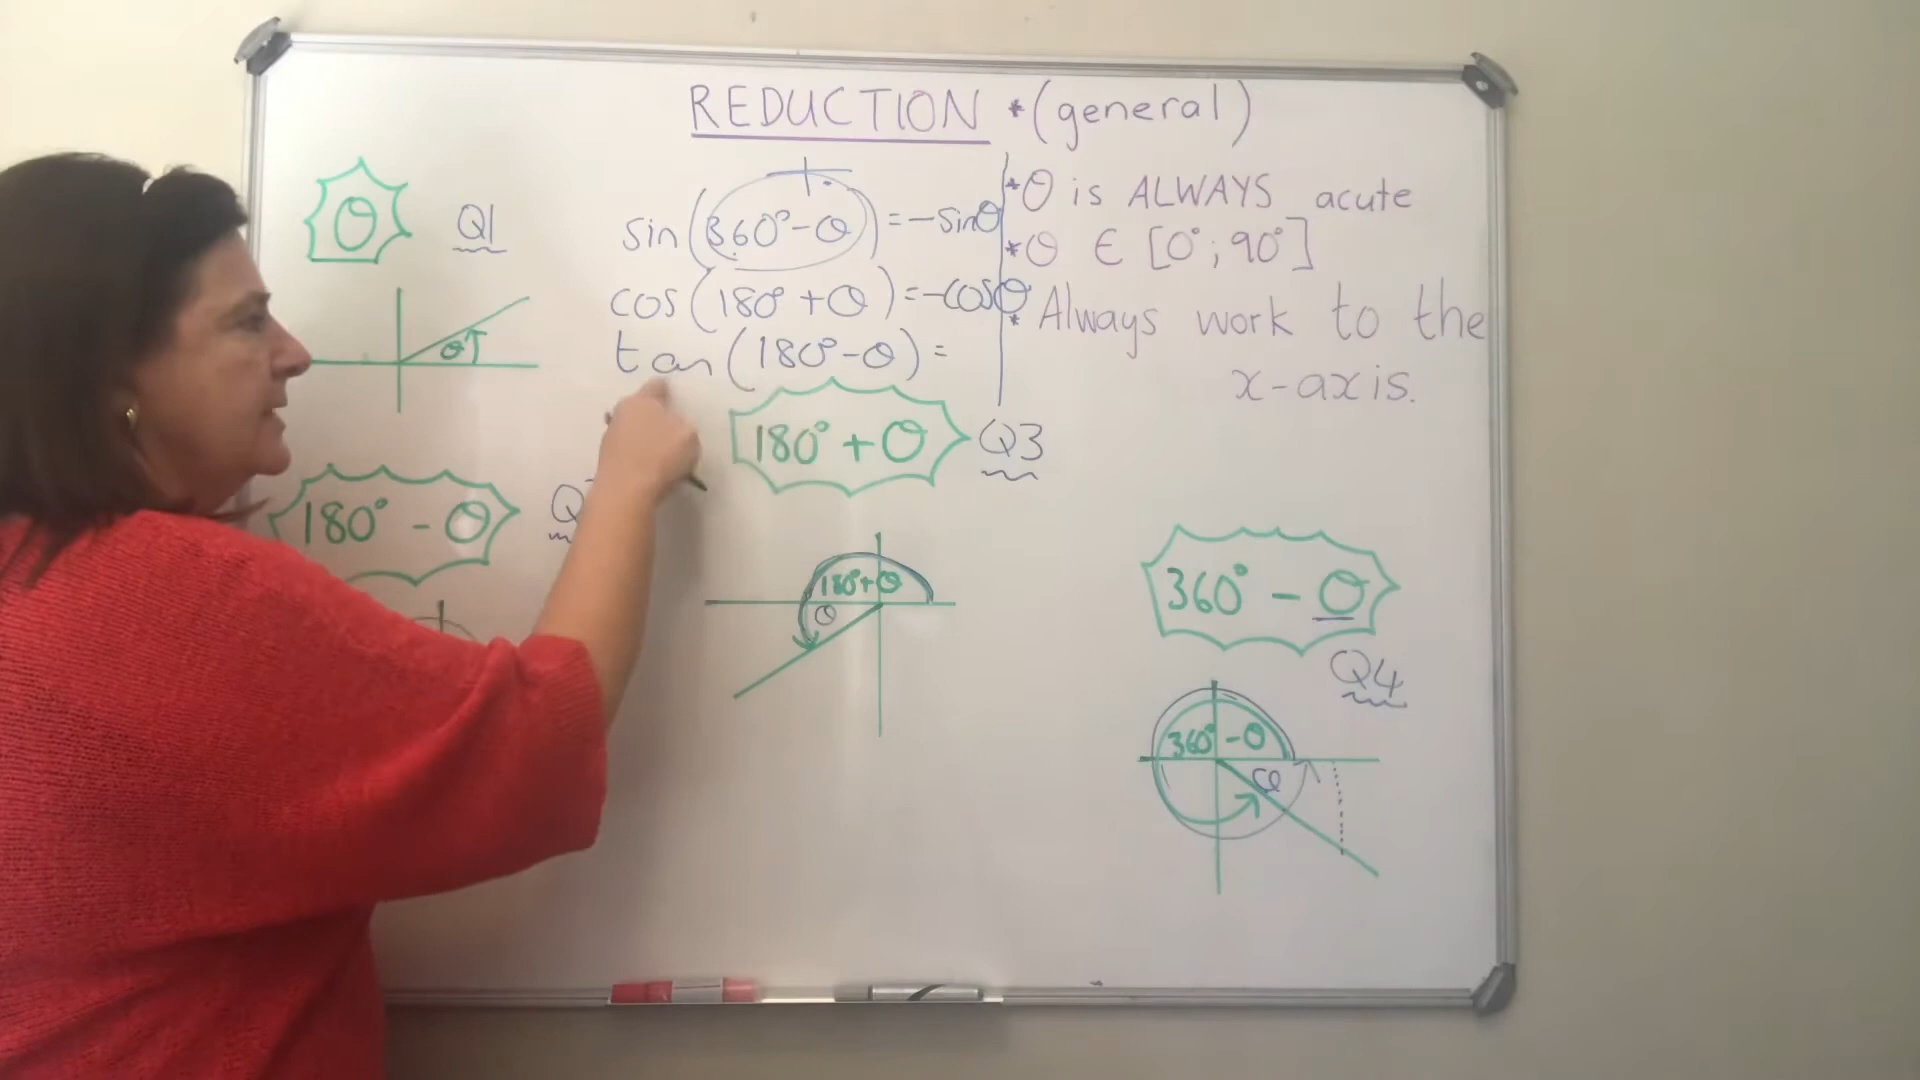 REDUCTION *(general)
θ
Q1
sin(360°-θ)=-sinθ
cos(180°+θ)=-cosθ
tan(180°-θ)=
*θ is ALWAYS acute
*θ ∈ [0°;90°]
* Always work to the
x-axis.
θ
180° - θ
180° + θ
Q3
180°+θ
θ
360° - θ
Q4
360° - θ
θ